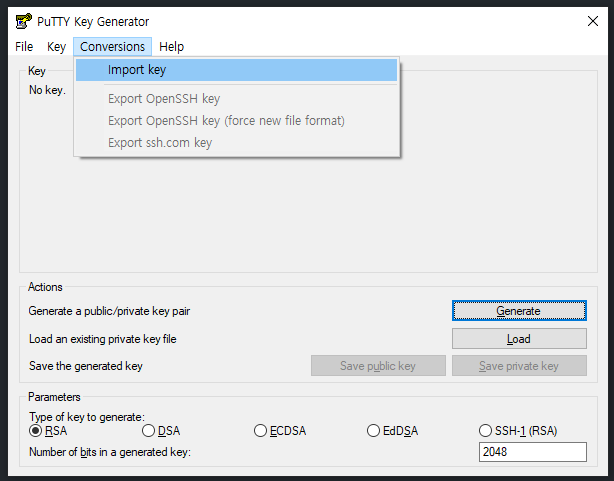 PuTTY Key Generator
File Key Conversions Help
Import key
Export OpenSSH key
Export OpenSSH key (force new file format)
Export ssh.com key
Key
No key.
Actions
Generate a public/private key pair
Generate
Load an existing private key file
Load
Save the generated key
Save public key
Save private key
Parameters
Type of key to generate:
RSA DSA ECDSA EdDSA SSH-1 (RSA)
Number of bits in a generated key:
2048